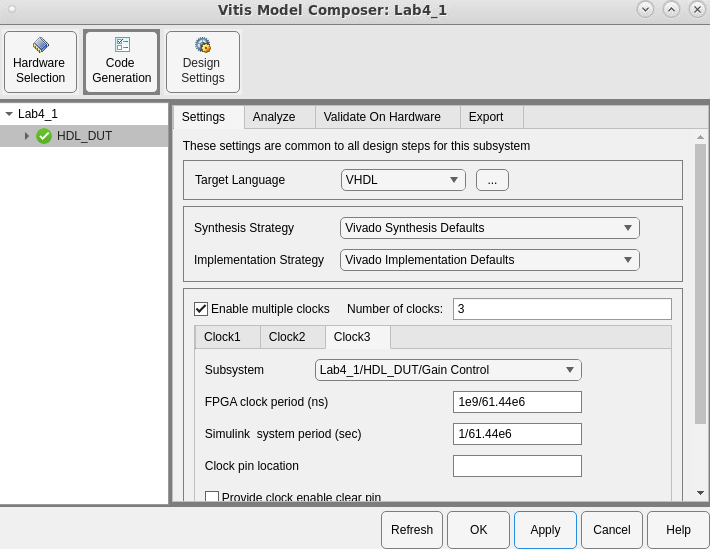 Vitis Model Composer: Lab4_1
Hardware Selection
Code Generation
Design Settings
Lab4_1
HDL_DUT
Settings Analyze Validate On Hardware Export
These settings are common to all design steps for this subsystem
Target Language VHDL ...
Synthesis Strategy Vivado Synthesis Defaults
Implementation Strategy Vivado Implementation Defaults
Enable multiple clocks Number of clocks: 3
Clock1 Clock2 Clock3
Subsystem Lab4_1/HDL_DUT/Gain Control
FPGA clock period (ns) 1e9/61.44e6
Simulink system period (sec) 1/61.44e6
Clock pin location
Provide clock enable clear pin
Refresh OK Apply Cancel Help